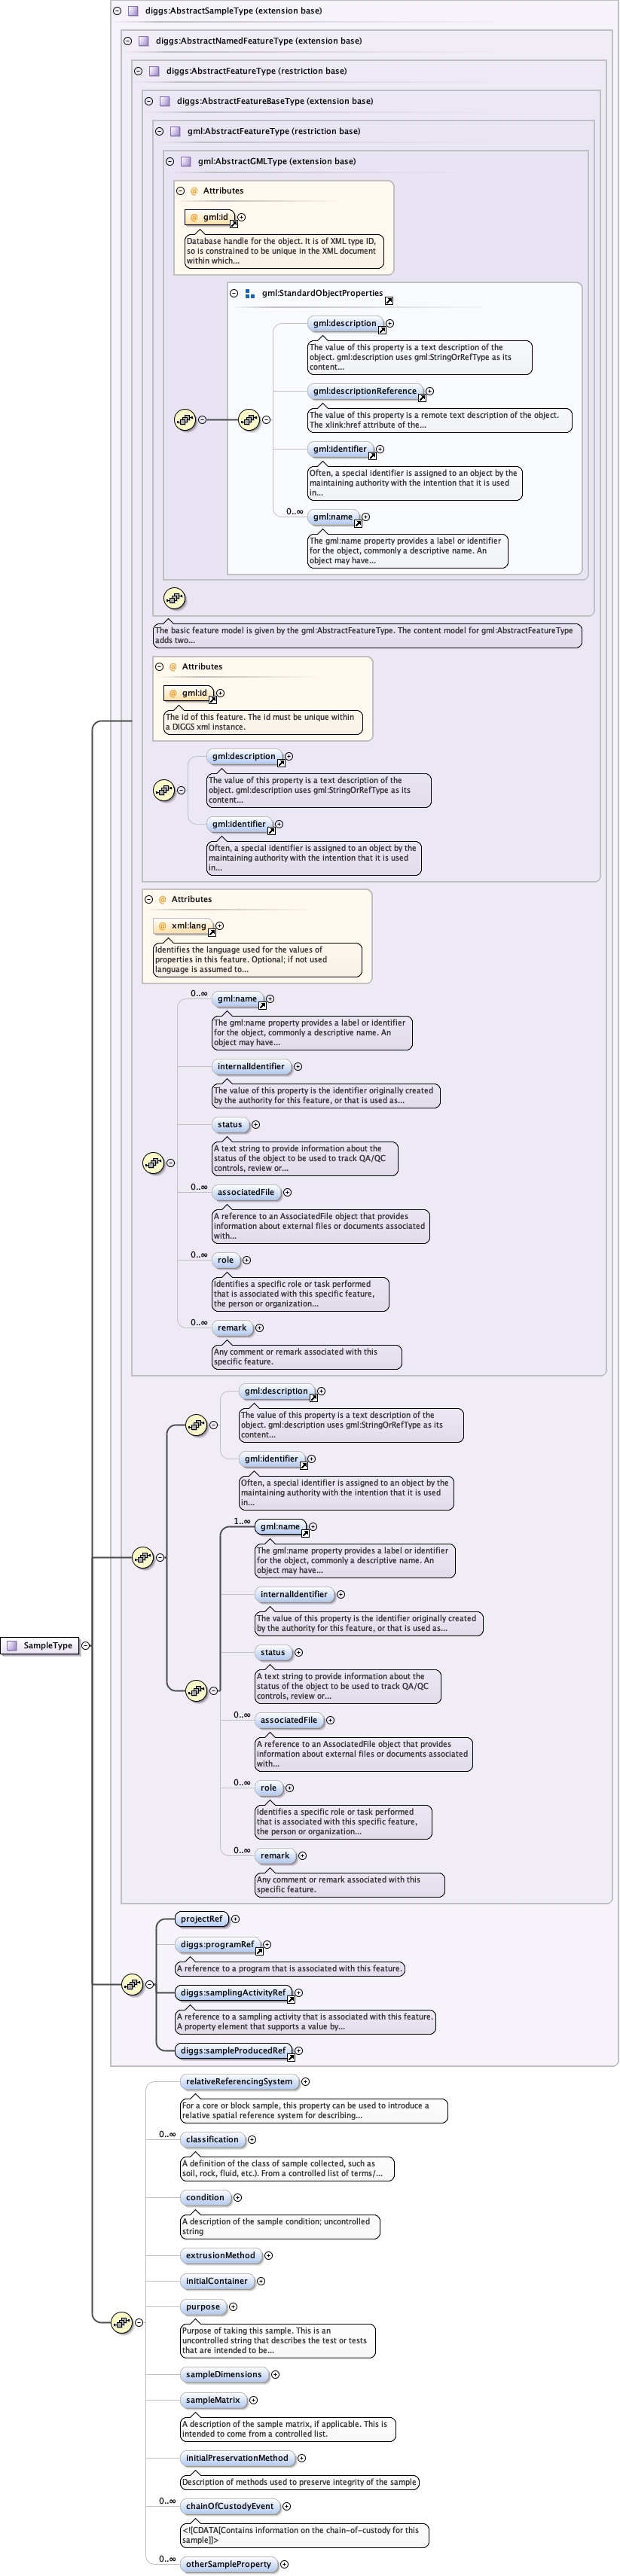 diggs:AbstractSampleType (extension base)
diggs:AbstractNamedFeatureType (extension base)
diggs:AbstractFeatureType (restriction base)
diggs:AbstractFeatureBaseType (extension base)
gml:AbstractFeatureType (restriction base)
gml:AbstractGMLType (extension base)
@ Attributes
@ gml:id
Database handle for the object. It is of XML type ID,
so is constrained to be unique in the XML document
within which...
gml:StandardObjectProperties
gml:description
The value of this property is a text description of the
object. gml:description uses gml:StringOrRefType as its
content...
gml:descriptionReference
The value of this property is a remote text description of the object.
The xlink:href attribute of the...
gml:identifier
Often, a special identifier is assigned to an object by the
maintaining authority with the intention that it is used
in...
0..∞
gml:name
The gml:name property provides a label or identifier
for the object, commonly a descriptive name. An
object may have...
The basic feature model is given by the gml:AbstractFeatureType. The content model for gml:AbstractFeatureType
adds two...
@ Attributes
@ gml:id
The id of this feature. The id must be unique within
a DIGGS xml instance.
gml:description
The value of this property is a text description of the
object. gml:description uses gml:StringOrRefType as its
content...
gml:identifier
Often, a special identifier is assigned to an object by the
maintaining authority with the intention that it is used
in...
@ Attributes
@ xml:lang
Identifies the language used for the values of
properties in this feature. Optional; if not used
language is assumed to...
0..∞
gml:name
The gml:name property provides a label or identifier
for the object, commonly a descriptive name. An
object may have...
internalIdentifier
The value of this property is the identifier originally created
by the authority for this feature, or that is used as...
status
A text string to provide information about the
status of the object to be used to track QA/QC
controls, review or...
0..∞
associatedFile
A reference to an AssociatedFile object that provides
information about external files or documents associated
with...
0..∞
role
Identifies a specific role or task performed
that is associated with this specific feature,
the person or organization...
0..∞
remark
Any comment or remark associated with this
specific feature.
gml:description
The value of this property is a text description of the
object. gml:description uses gml:StringOrRefType as its
content...
gml:identifier
Often, a special identifier is assigned to an object by the
maintaining authority with the intention that it is used
in...
1..∞
gml:name
The gml:name property provides a label or identifier
for the object, commonly a descriptive name. An
object may have...
internalIdentifier
The value of this property is the identifier originally created
by the authority for this feature, or that is used as...
SampleType
status
A text string to provide information about the
status of the object to be used to track QA/QC
controls, review or...
0..∞
associatedFile
A reference to an AssociatedFile object that provides
information about external files or documents associated
with...
0..∞
role
Identifies a specific role or task performed
that is associated with this specific feature,
the person or organization...
0..∞
remark
Any comment or remark associated with this
specific feature.
projectRef
diggs:programRef
A reference to a program that is associated with this feature.
diggs:samplingActivityRef
A reference to a sampling activity that is associated with this feature.
A property element that supports a value by...
diggs:sampleProducedRef
relativeReferencingSystem
For a core or block sample, this property can be used to introduce a
relative spatial reference system for describing...
0..∞
classification
A definition of the class of sample collected, such as
soil, rock, fluid, etc.). From a controlled list of terms/...
condition
A description of the sample condition; uncontrolled
string
extrusionMethod
initialContainer
purpose
Purpose of taking this sample. This is an
uncontrolled string that describes the test or tests
that are intended to be...
sampleDimensions
sampleMatrix
A description of the sample matrix, if applicable. This is
intended to come from a controlled list.
initialPreservationMethod
Description of methods used to preserve integrity of the sample
0..∞
chainOfCustodyEvent
<![CDATA[Contains information on the chain-of-custody for this
sample]]>
0..∞
otherSampleProperty